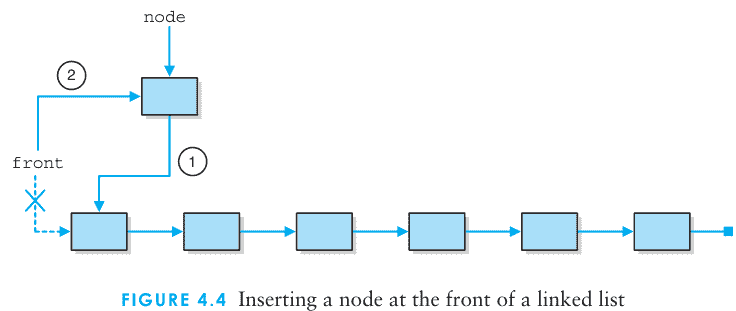 node
2
1
front
FIGURE 4.4 Inserting a node at the front of a linked list